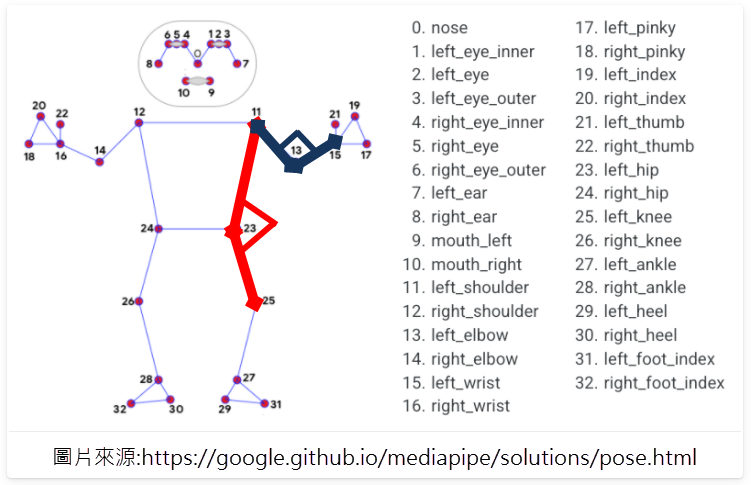 6 5 4 1 2 3
0
8 7
10 9
20 22 12 11 21 19
18 16 14 13 15 17
24 23
26 25
28 27
32 30 29 31
0. nose
1. left_eye_inner
2. left_eye
3. left_eye_outer
4. right_eye_inner
5. right_eye
6. right_eye_outer
7. left_ear
8. right_ear
9. mouth_left
10. mouth_right
11. left_shoulder
12. right_shoulder
13. left_elbow
14. right_elbow
15. left_wrist
16. right_wrist
17. left_pinky
18. right_pinky
19. left_index
20. right_index
21. left_thumb
22. right_thumb
23. left_hip
24. right_hip
25. left_knee
26. right_knee
27. left_ankle
28. right_ankle
29. left_heel
30. right_heel
31. left_foot_index
32. right_foot_index
圖片來源:https://google.github.io/mediapipe/solutions/pose.html